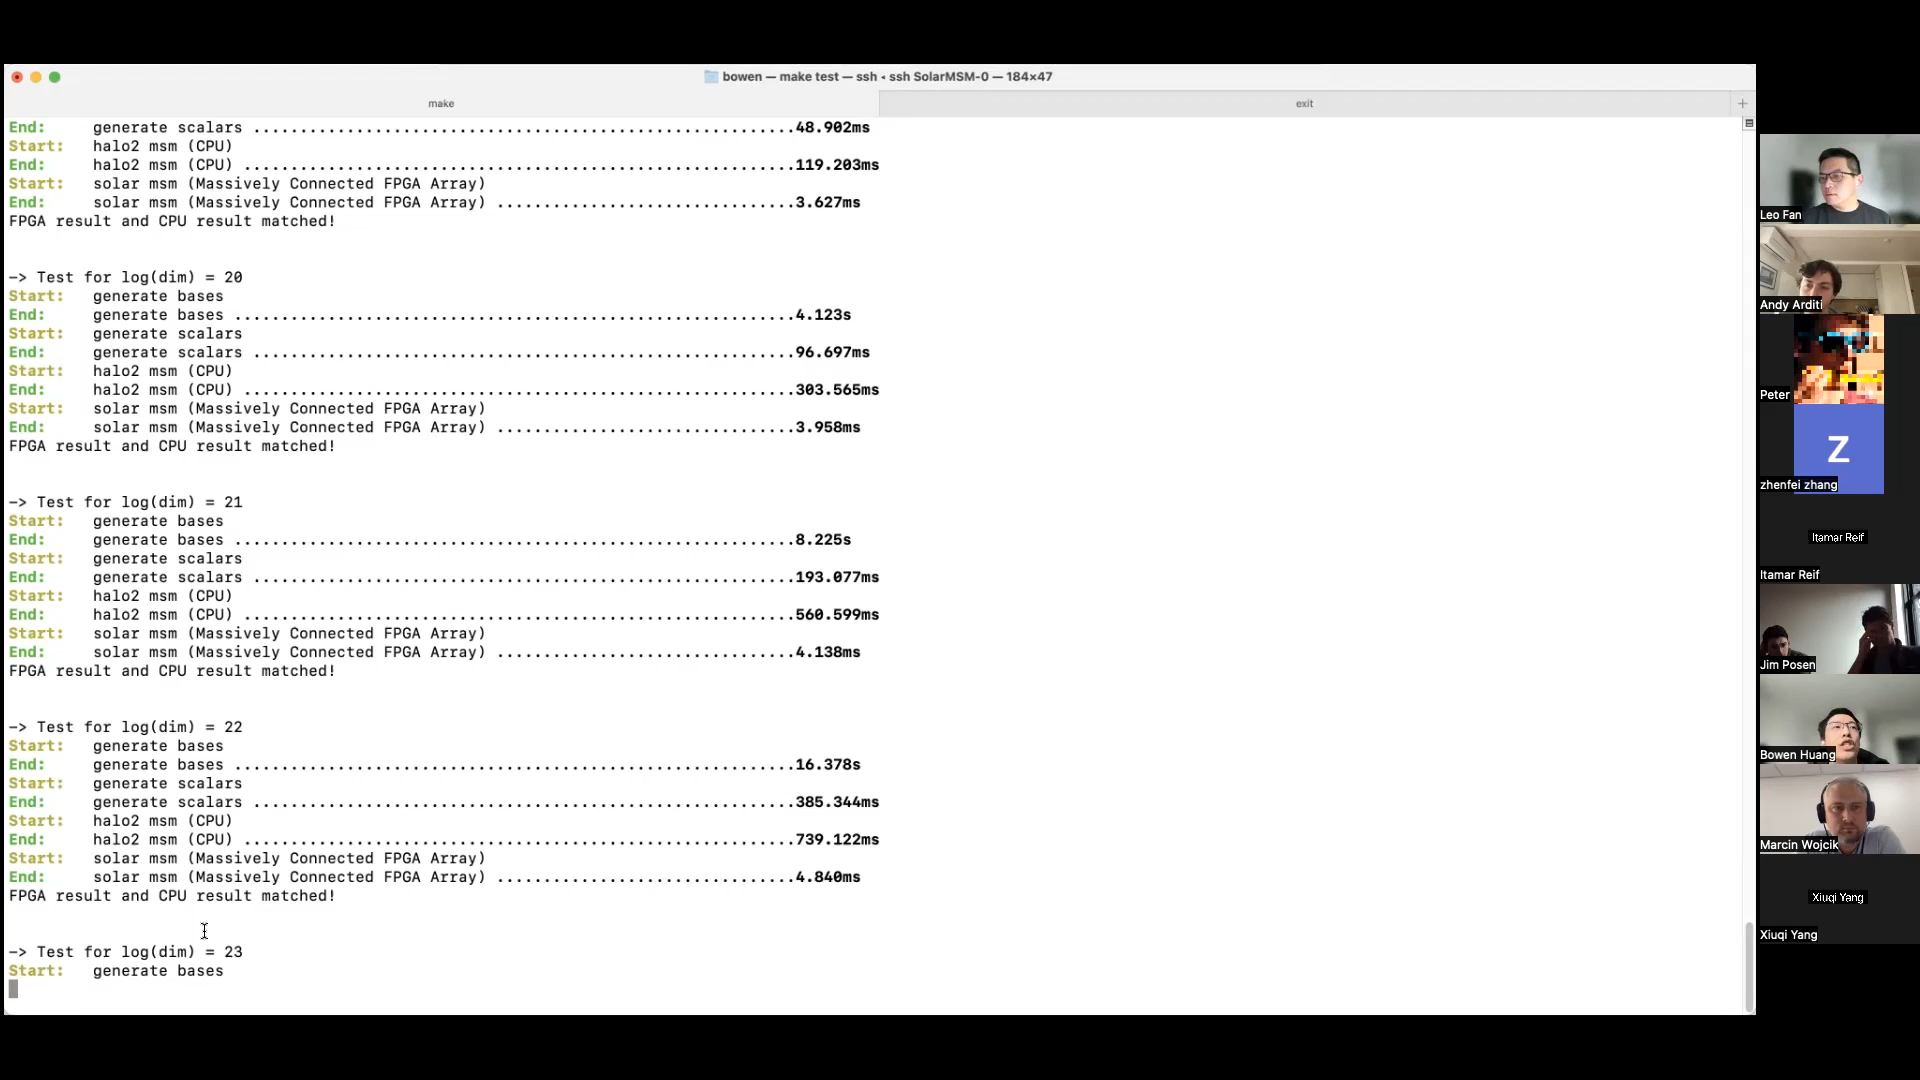 bowen — make test — ssh ◂ ssh SolarMSM-0 — 184×47
make
exit
+
End: generate scalars ..........................................................48.902ms
Start: halo2 msm (CPU)
End: halo2 msm (CPU) ...........................................................119.203ms
Start: solar msm (Massively Connected FPGA Array)
End: solar msm (Massively Connected FPGA Array) ................................3.627ms
FPGA result and CPU result matched!
-> Test for log(dim) = 20
Start: generate bases
End: generate bases ............................................................4.123s
Start: generate scalars
End: generate scalars ..........................................................96.697ms
Start: halo2 msm (CPU)
End: halo2 msm (CPU) ...........................................................303.565ms
Start: solar msm (Massively Connected FPGA Array)
End: solar msm (Massively Connected FPGA Array) ................................3.958ms
FPGA result and CPU result matched!
-> Test for log(dim) = 21
Start: generate bases
End: generate bases ............................................................8.225s
Start: generate scalars
End: generate scalars ..........................................................193.077ms
Start: halo2 msm (CPU)
End: halo2 msm (CPU) ...........................................................560.599ms
Start: solar msm (Massively Connected FPGA Array)
End: solar msm (Massively Connected FPGA Array) ................................4.138ms
FPGA result and CPU result matched!
-> Test for log(dim) = 22
Start: generate bases
End: generate bases ............................................................16.378s
Start: generate scalars
End: generate scalars ..........................................................385.344ms
Start: halo2 msm (CPU)
End: halo2 msm (CPU) ...........................................................739.122ms
Start: solar msm (Massively Connected FPGA Array)
End: solar msm (Massively Connected FPGA Array) ................................4.840ms
FPGA result and CPU result matched!
-> Test for log(dim) = 23
Start: generate bases
Leo Fan
Andy Arditi
Peter
Z
zhenfei zhang
Itamar Reif
Itamar Reif
Jim Posen
Bowen Huang
Marcin Wojcik
Xiuqi Yang
Xiuqi Yang